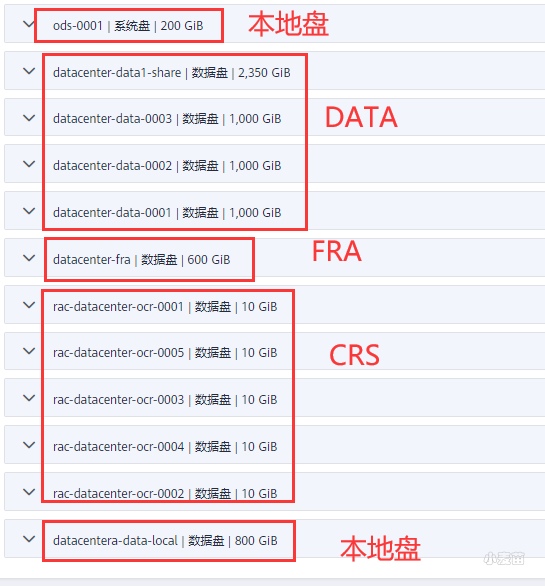 ods-0001 | 系统盘 | 200 GiB 本地盘
datacenter-data1-share | 数据盘 | 2,350 GiB
datacenter-data-0003 | 数据盘 | 1,000 GiB DATA
datacenter-data-0002 | 数据盘 | 1,000 GiB
datacenter-data-0001 | 数据盘 | 1,000 GiB
datacenter-fra | 数据盘 | 600 GiB FRA
rac-datacenter-ocr-0001 | 数据盘 | 10 GiB
rac-datacenter-ocr-0005 | 数据盘 | 10 GiB CRS
rac-datacenter-ocr-0003 | 数据盘 | 10 GiB
rac-datacenter-ocr-0004 | 数据盘 | 10 GiB
rac-datacenter-ocr-0002 | 数据盘 | 10 GiB
datacentera-data-local | 数据盘 | 800 GiB 本地盘
小麦苗